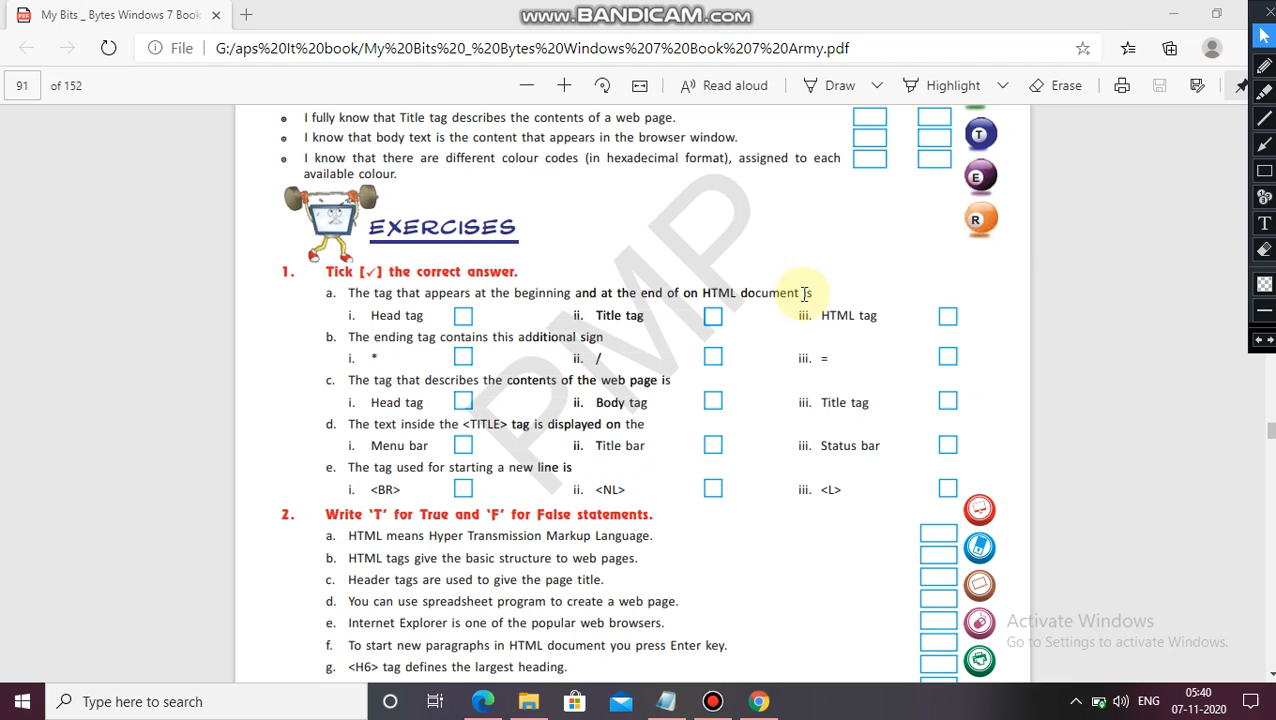 www.BANDICAM.com
My Bits _ Bytes Windows 7 Book
File
G:/aps%20It%20book/My%20Bits%20_%20Bytes%20Windows%207%20Book%207%20Army.pdf
91 of 152
Read aloud
Draw
Highlight
Erase
I fully know that Title tag describes the contents of a web page.
I know that body text is the content that appears in the browser window.
I know that there are different colour codes (in hexadecimal format), assigned to each
available colour.
T
E
R
EXERCISES
1. Tick [✓] the correct answer.
a. The tag that appears at the beginning and at the end of on HTML document is
i. Head tag ii. Title tag iii. HTML tag
b. The ending tag contains this additional sign
i. * ii. / iii. =
c. The tag that describes the contents of the web page is
i. Head tag ii. Body tag iii. Title tag
d. The text inside the <TITLE> tag is displayed on the
i. Menu bar ii. Title bar iii. Status bar
e. The tag used for starting a new line is
i. <BR> ii. <NL> iii. <L>
2. Write ‘T’ for True and ‘F’ for False statements.
a. HTML means Hyper Transmission Markup Language.
b. HTML tags give the basic structure to web pages.
c. Header tags are used to give the page title.
d. You can use spreadsheet program to create a web page.
e. Internet Explorer is one of the popular web browsers.
f. To start new paragraphs in HTML document you press Enter key.
g. <H6> tag defines the largest heading.
PMP
Activate Windows
Go to Settings to activate Windows.
Type here to search
ENG
05:40
07-11-2020